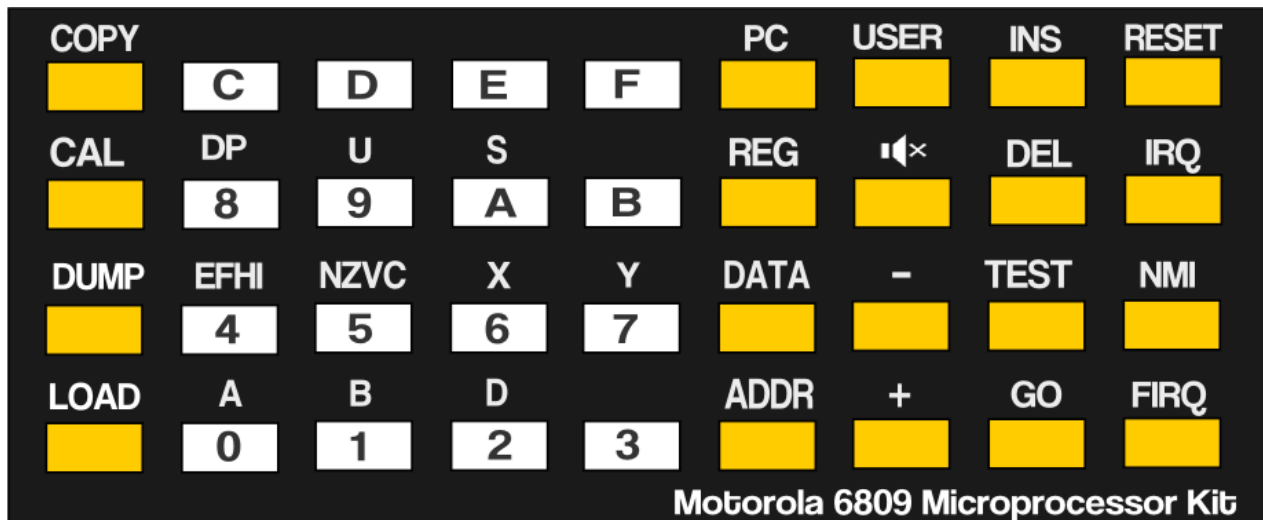 COPY PC USER INS RESET
C D E F
CAL DP U S REG DEL IRQ
8 9 A B
DUMP EFHI NZVC X Y DATA - TEST NMI
4 5 6 7
LOAD A B D ADDR + GO FIRQ
0 1 2 3
Motorola 6809 Microprocessor Kit